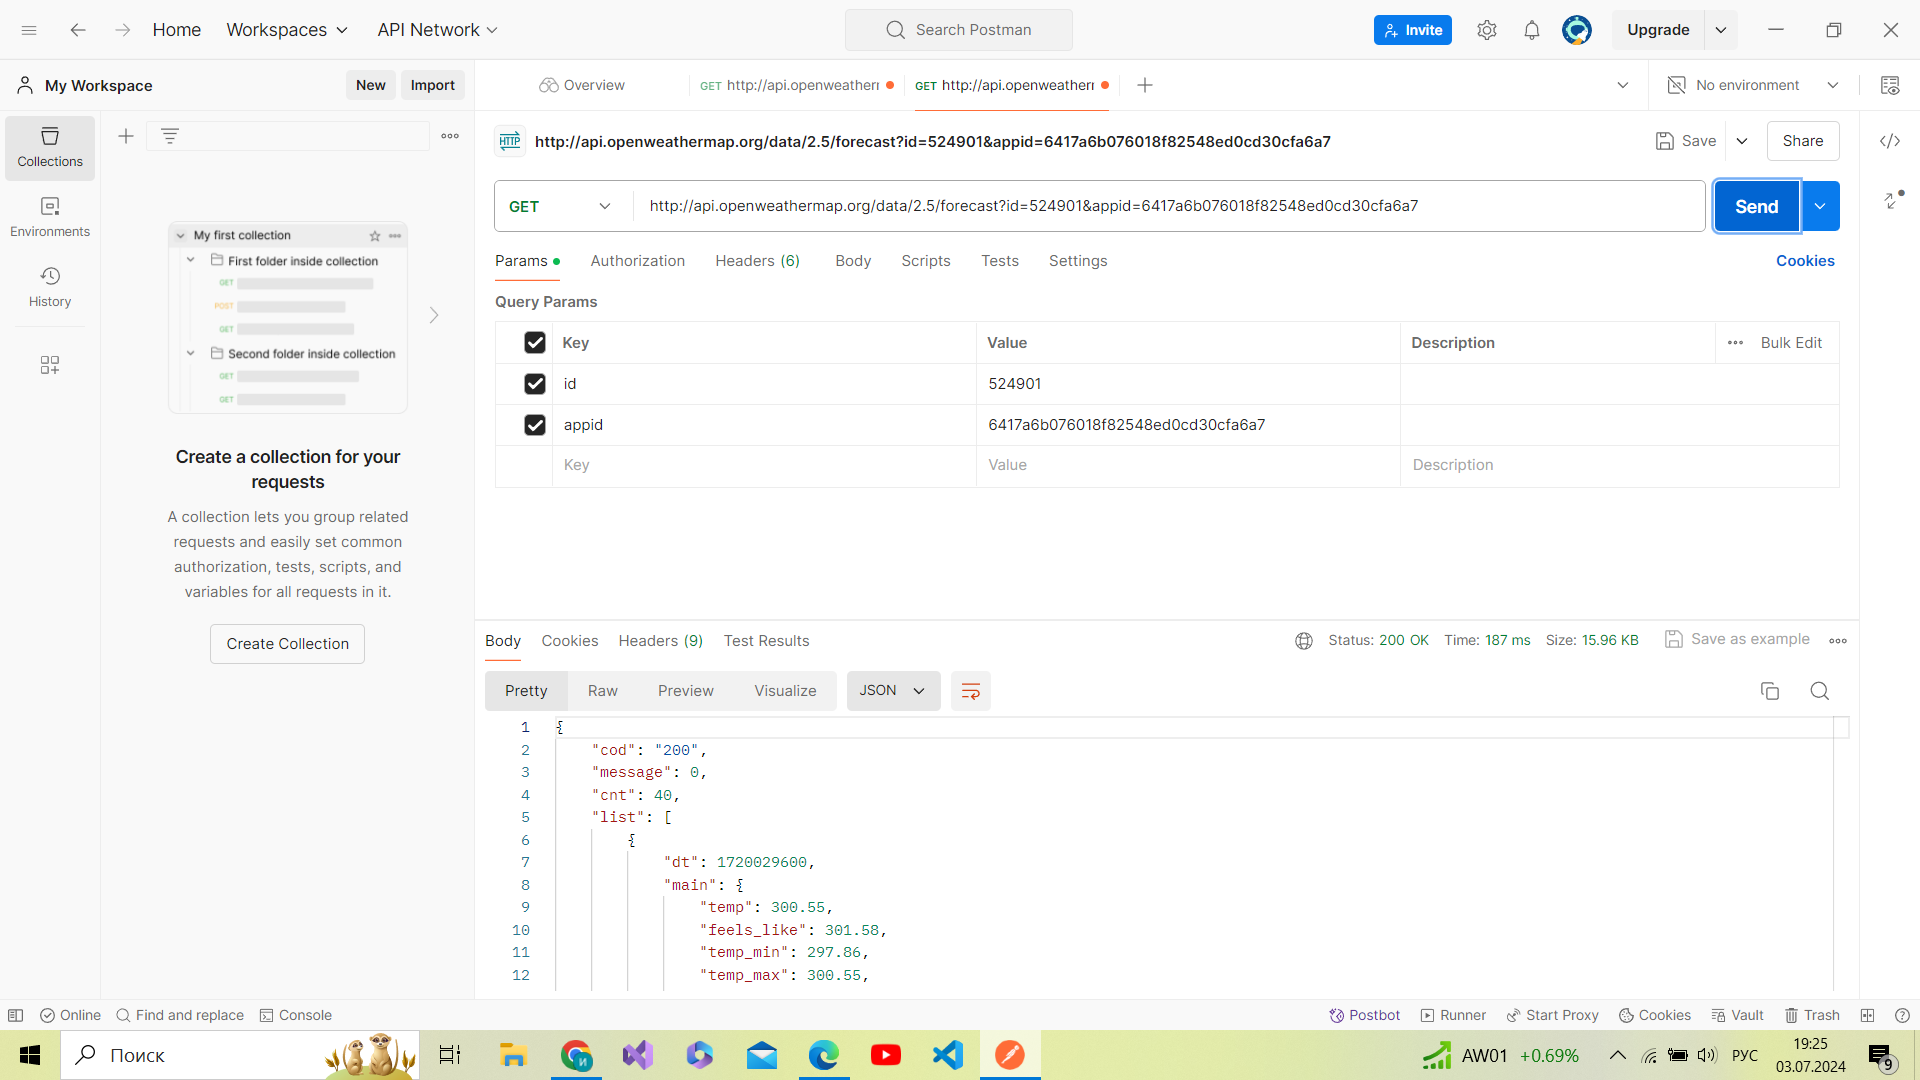 Home
Workspaces
API Network
Search Postman
Invite
Upgrade
My Workspace
New
Import
Overview
GET http://api.openweatherr
GET http://api.openweatherr
No environment
Collections
Environments
History
My first collection
First folder inside collection
GET
POST
GET
Second folder inside collection
GET
GET
Create a collection for your
requests
A collection lets you group related
requests and easily set common
authorization, tests, scripts, and
variables for all requests in it.
Create Collection
HTTP
http://api.openweathermap.org/data/2.5/forecast?id=524901&appid=6417a6b076018f82548ed0cd30cfa6a7
Save
Share
GET
http://api.openweathermap.org/data/2.5/forecast?id=524901&appid=6417a6b076018f82548ed0cd30cfa6a7
Send
Params
Authorization
Headers (6)
Body
Scripts
Tests
Settings
Cookies
Query Params
Key Value Description Bulk Edit
id 524901
appid 6417a6b076018f82548ed0cd30cfa6a7
Key Value Description
Body Cookies Headers (9) Test Results
Status: 200 OK Time: 187 ms Size: 15.96 KB
Save as example
Pretty Raw Preview Visualize JSON
1 {
2 "cod": "200",
3 "message": 0,
4 "cnt": 40,
5 "list": [
6 {
7 "dt": 1720029600,
8 "main": {
9 "temp": 300.55,
10 "feels_like": 301.58,
11 "temp_min": 297.86,
12 "temp_max": 300.55,
Online
Find and replace
Console
Postbot
Runner
Start Proxy
Cookies
Vault
Trash
Поиск
и
AW01 +0.69%
РУС
19:25
03.07.2024
9